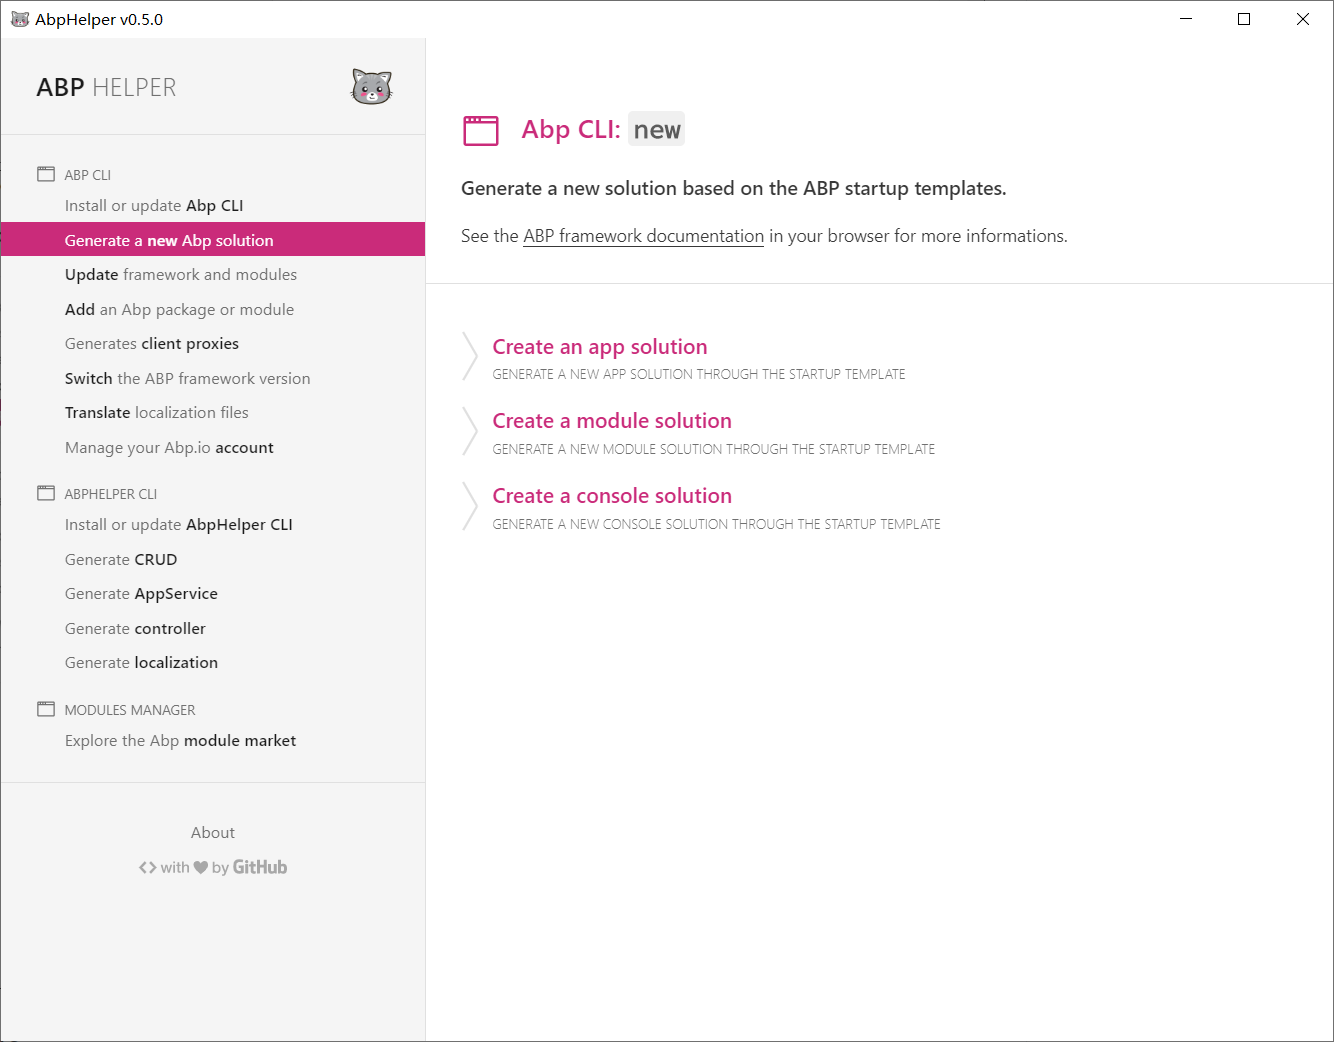 AbpHelper v0.5.0
ABP HELPER
ABP CLI
Install or update Abp CLI
Generate a new Abp solution
Update framework and modules
Add an Abp package or module
Generates client proxies
Switch the ABP framework version
Translate localization files
Manage your Abp.io account
ABPHELPER CLI
Install or update AbpHelper CLI
Generate CRUD
Generate AppService
Generate controller
Generate localization
MODULES MANAGER
Explore the Abp module market
About
<> with ♥ by GitHub
Abp CLI: new
Generate a new solution based on the ABP startup templates.
See the ABP framework documentation in your browser for more informations.
Create an app solution
GENERATE A NEW APP SOLUTION THROUGH THE STARTUP TEMPLATE
Create a module solution
GENERATE A NEW MODULE SOLUTION THROUGH THE STARTUP TEMPLATE
Create a console solution
GENERATE A NEW CONSOLE SOLUTION THROUGH THE STARTUP TEMPLATE